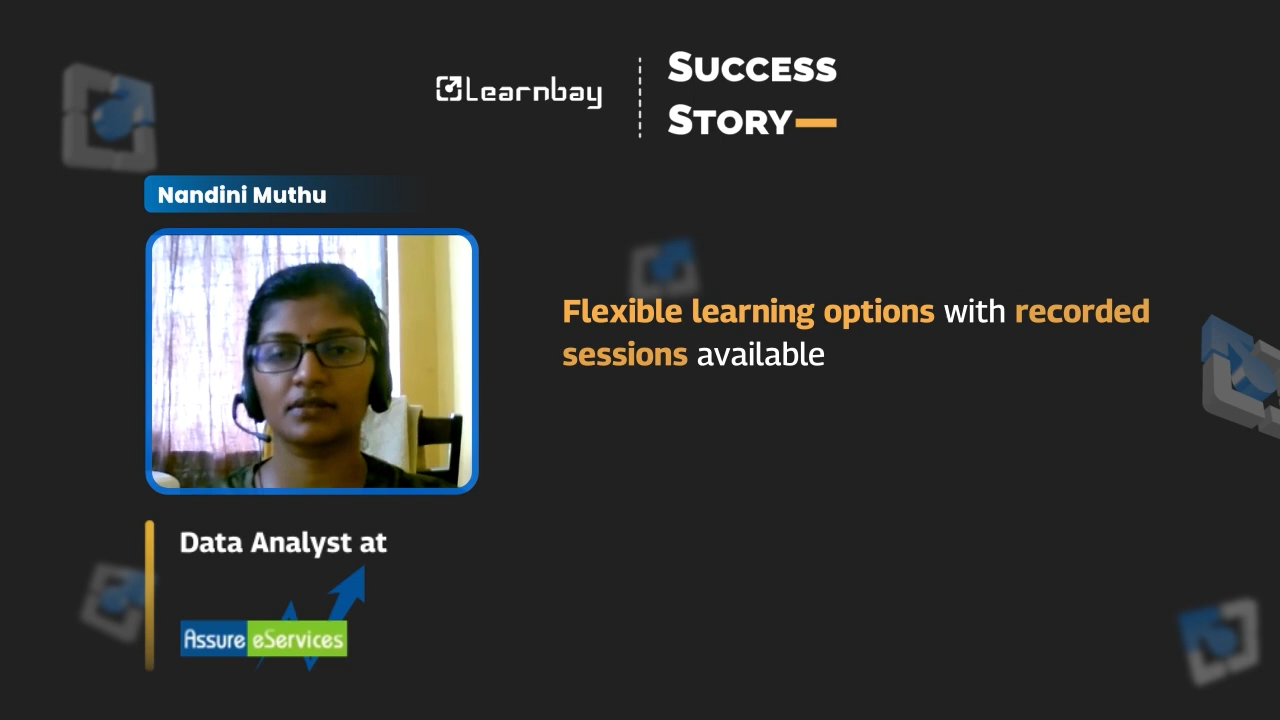 Learnbay
SUCCESS
STORY
Nandini Muthu
Flexible learning options with recorded
sessions available
Data Analyst at
Assure eServices